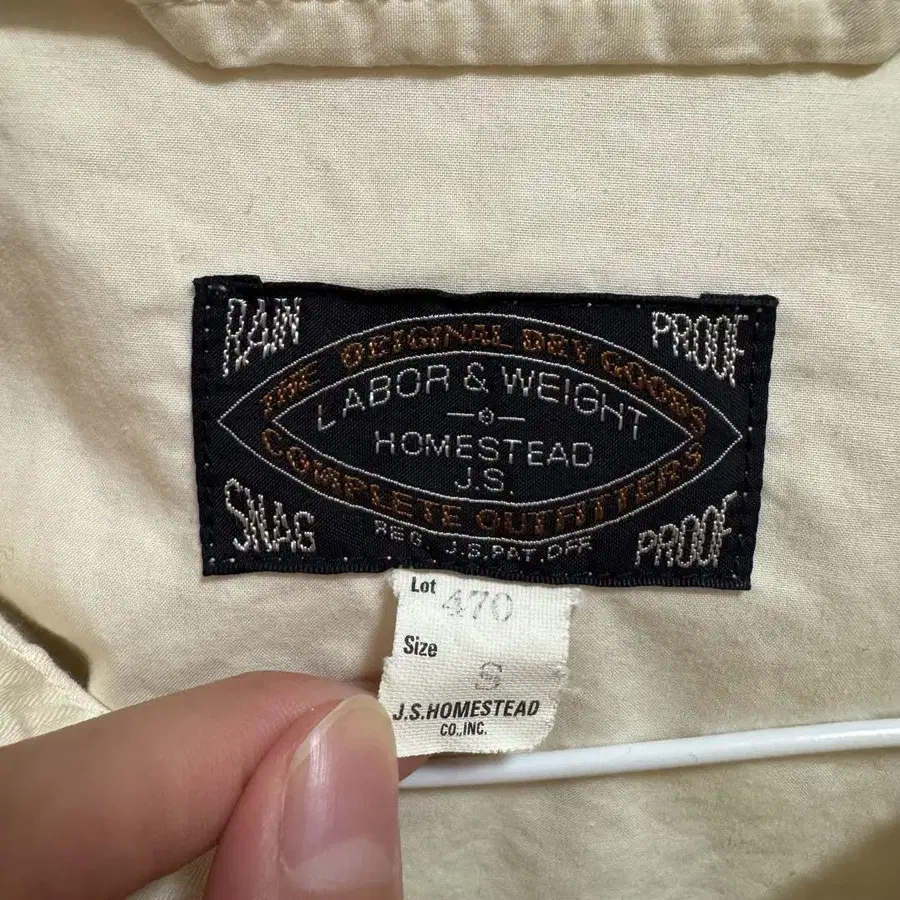 RAIN PROOF
THE ORIGINAL DRY GOODS
LABOR & WEIGHT
HOMESTEAD
J.S.
COMPLETE OUTFITTERS
SNAG PROOF
REG. J.S.PAT.OFF
Lot 470
Size S
J.S.HOMESTEAD
CO.,INC.